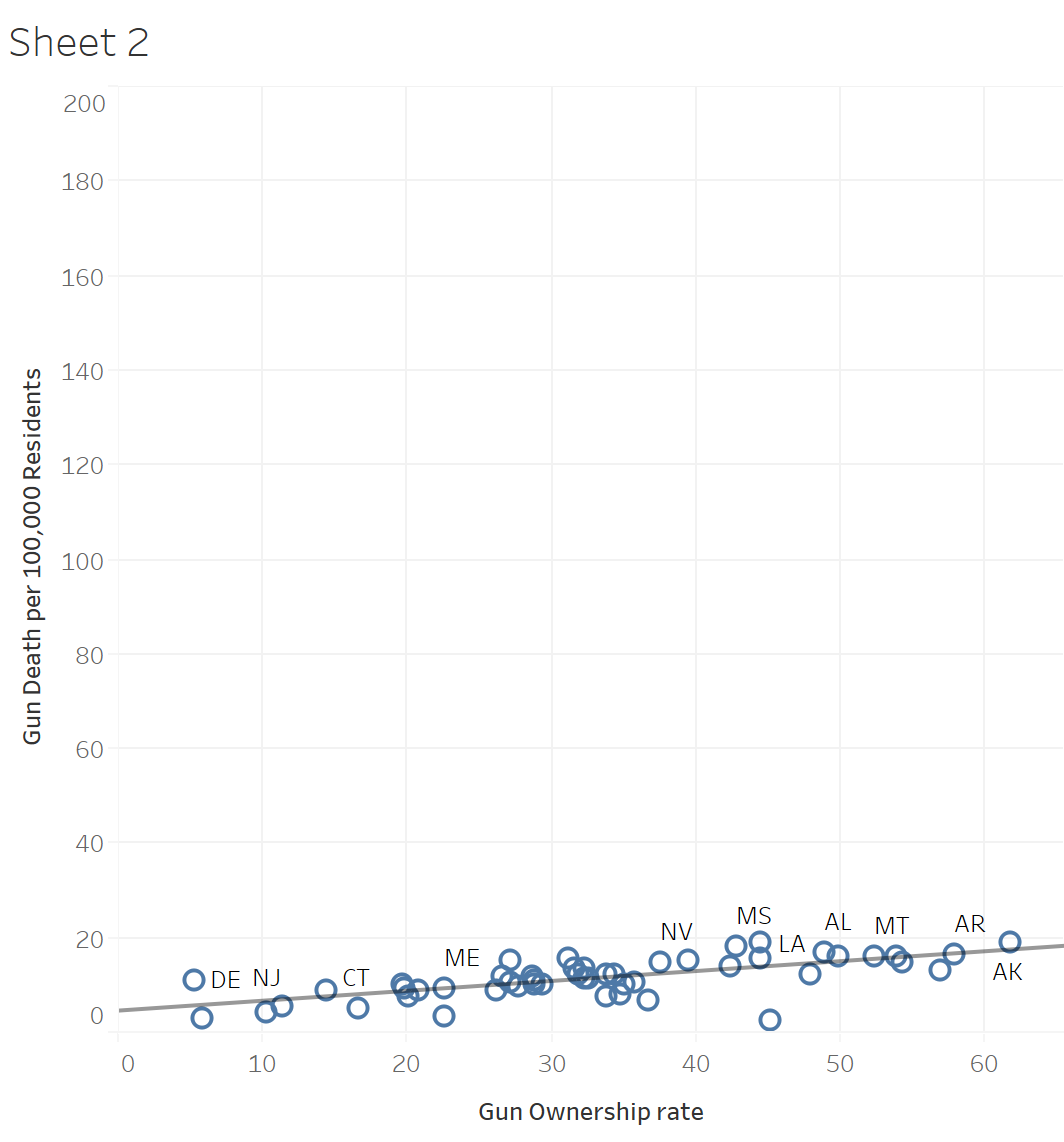 Sheet 2
200
180
160
140
120
100
80
60
40
20
0
Gun Death per 100,000 Residents
DE
NJ
CT
ME
NV
MS
LA
AL
MT
AR
AK
0 10 20 30 40 50 60
Gun Ownership rate